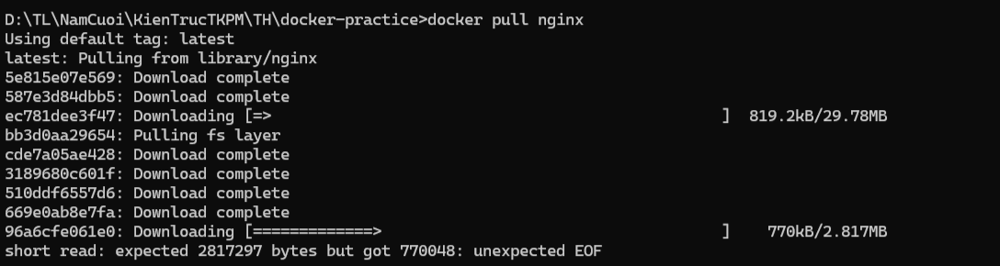 D:\TL\NamCuoi\KienTrucTKPM\TH\docker-practice>docker pull nginx
Using default tag: latest
latest: Pulling from library/nginx
5e815e07e569: Download complete
587e3d84dbb5: Download complete
ec781dee3f47: Downloading [=>                                                 ]  819.2kB/29.78MB
bb3d0aa29654: Pulling fs layer
cde7a05ae428: Download complete
3189680c601f: Download complete
510ddf6557d6: Download complete
669e0ab8e7fa: Download complete
96a6cfe061e0: Downloading [=============>                                     ]    770kB/2.817MB
short read: expected 2817297 bytes but got 770048: unexpected EOF